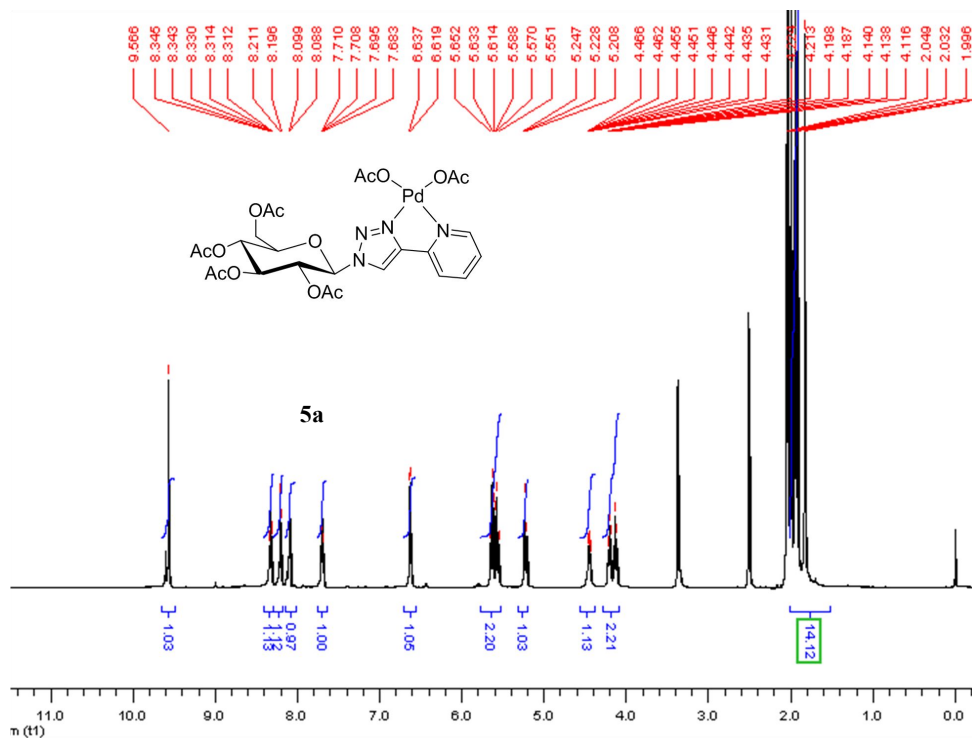 9.566 8.345 8.343 8.330 8.314 8.312 8.211 8.196 8.099 8.088 7.710 7.708 7.695 7.683 6.637 6.619 5.652 5.633 5.614 5.588 5.570 5.551 5.247 5.228 5.208 4.466 4.462 4.455 4.451 4.446 4.442 4.435 4.431 4.213 4.198 4.187 4.140 4.138 4.116 2.049 2.032 1.996
AcO OAc
Pd
OAc
N N N
AcO O
AcO N
OAc
5a
1.03 1.13 1.12 0.97 1.00 1.05 2.20 1.03 1.13 2.21 14.12
11.0 10.0 9.0 8.0 7.0 6.0 5.0 4.0 3.0 2.0 1.0 0.0
(t1)